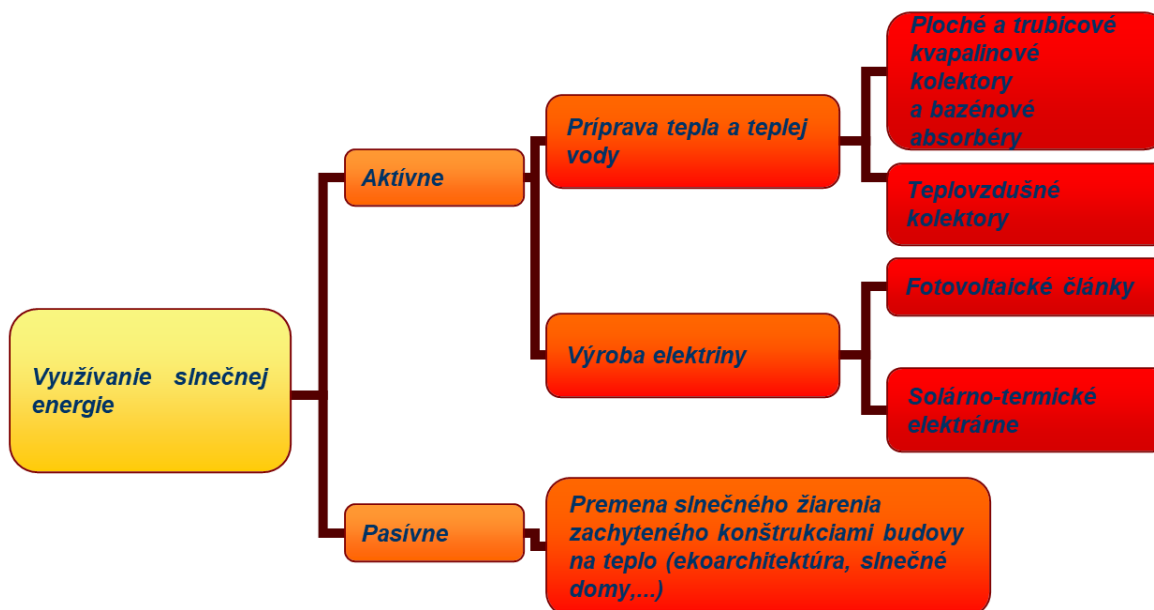 Využívanie slnečnej
energie
Aktívne
Príprava tepla a teplej
vody
Ploché a trubicové
kvapalinové
kolektory
a bazénové
absorbéry
Teplovzdušné
kolektory
Výroba elektriny
Fotovoltaické články
Solárno-termické
elektrárne
Pasívne
Premena slnečného žiarenia
zachyteného konštrukciami budovy
na teplo (ekoarchitektúra, slnečné
domy,...)